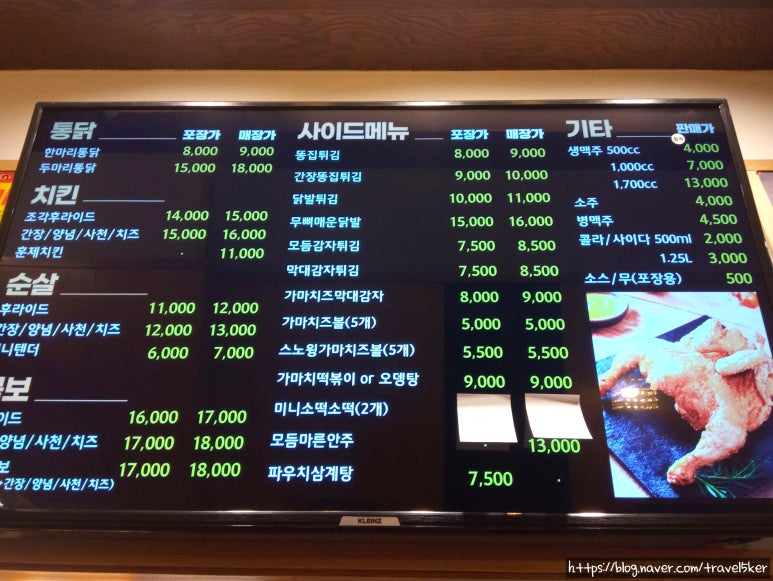 통닭 포장가 매장가
한마리통닭 8,000 9,000
두마리통닭 15,000 18,000
치킨
조각후라이드 14,000 15,000
간장/양념/사천/치즈 15,000 16,000
훈제치킨 · 11,000
순살
후라이드 11,000 12,000
간장/양념/사천/치즈 12,000 13,000
니텐더 6,000 7,000
보
이드 16,000 17,000
양념/사천/치즈 17,000 18,000
보 17,000 18,000
간장/양념/사천/치즈)
사이드메뉴 포장가 매장가
똥집튀김 8,000 9,000
간장똥집튀김 9,000 10,000
닭발튀김 10,000 11,000
무뼈매운닭발 15,000 16,000
모듬감자튀김 7,500 8,500
막대감자튀김 7,500 8,500
가마치즈막대감자 8,000 9,000
가마치즈볼(5개) 5,000 5,000
스노윙가마치즈볼(5개) 5,500 5,500
가마치떡볶이 or 오뎅탕 9,000 9,000
미니소떡소떡(2개)
모듬마른안주 · 13,000
파우치삼계탕 7,500 ·
기타 판매가
생맥주 500cc 4,000
1,000cc 7,000
1,700cc 13,000
소주 4,000
병맥주 4,500
콜라/사이다 500ml 2,000
1.25L 3,000
소스/무(포장용) 500
KLEINZ
https://blog.naver.com/travel5ker